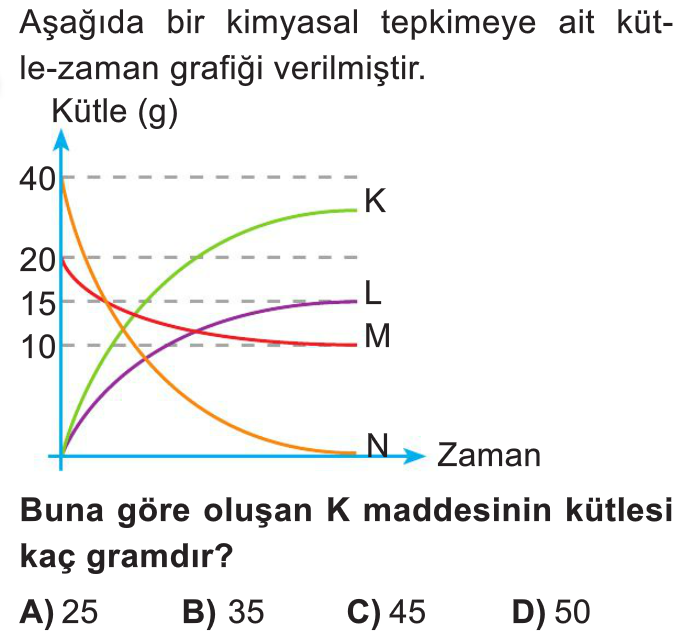 Aşağıda bir kimyasal tepkimeye ait küt-
le-zaman grafiği verilmiştir.
Kütle (g)
40
K
20
15
L
10
M
N
Zaman
Buna göre oluşan K maddesinin kütlesi
kaç gramdır?
A) 25 B) 35 C) 45 D) 50